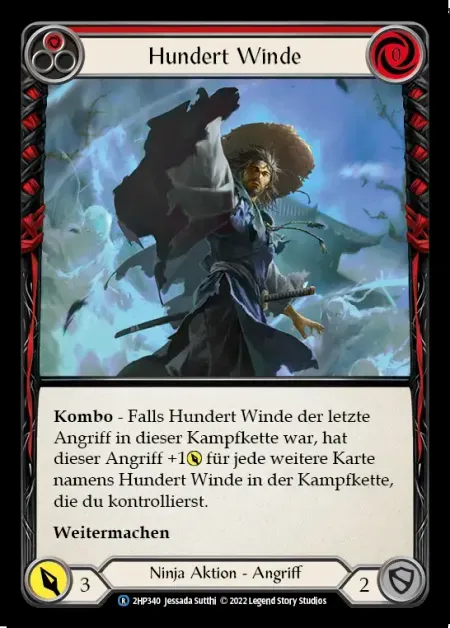 Hundert Winde
0
Kombo - Falls Hundert Winde der letzte
Angriff in dieser Kampfkette war, hat
dieser Angriff +1 für jede weitere Karte
namens Hundert Winde in der Kampfkette,
die du kontrollierst.
Weitermachen
3
Ninja Aktion - Angriff
2
R 2HP340 Jessada Sutthi © 2022 Legend Story Studios